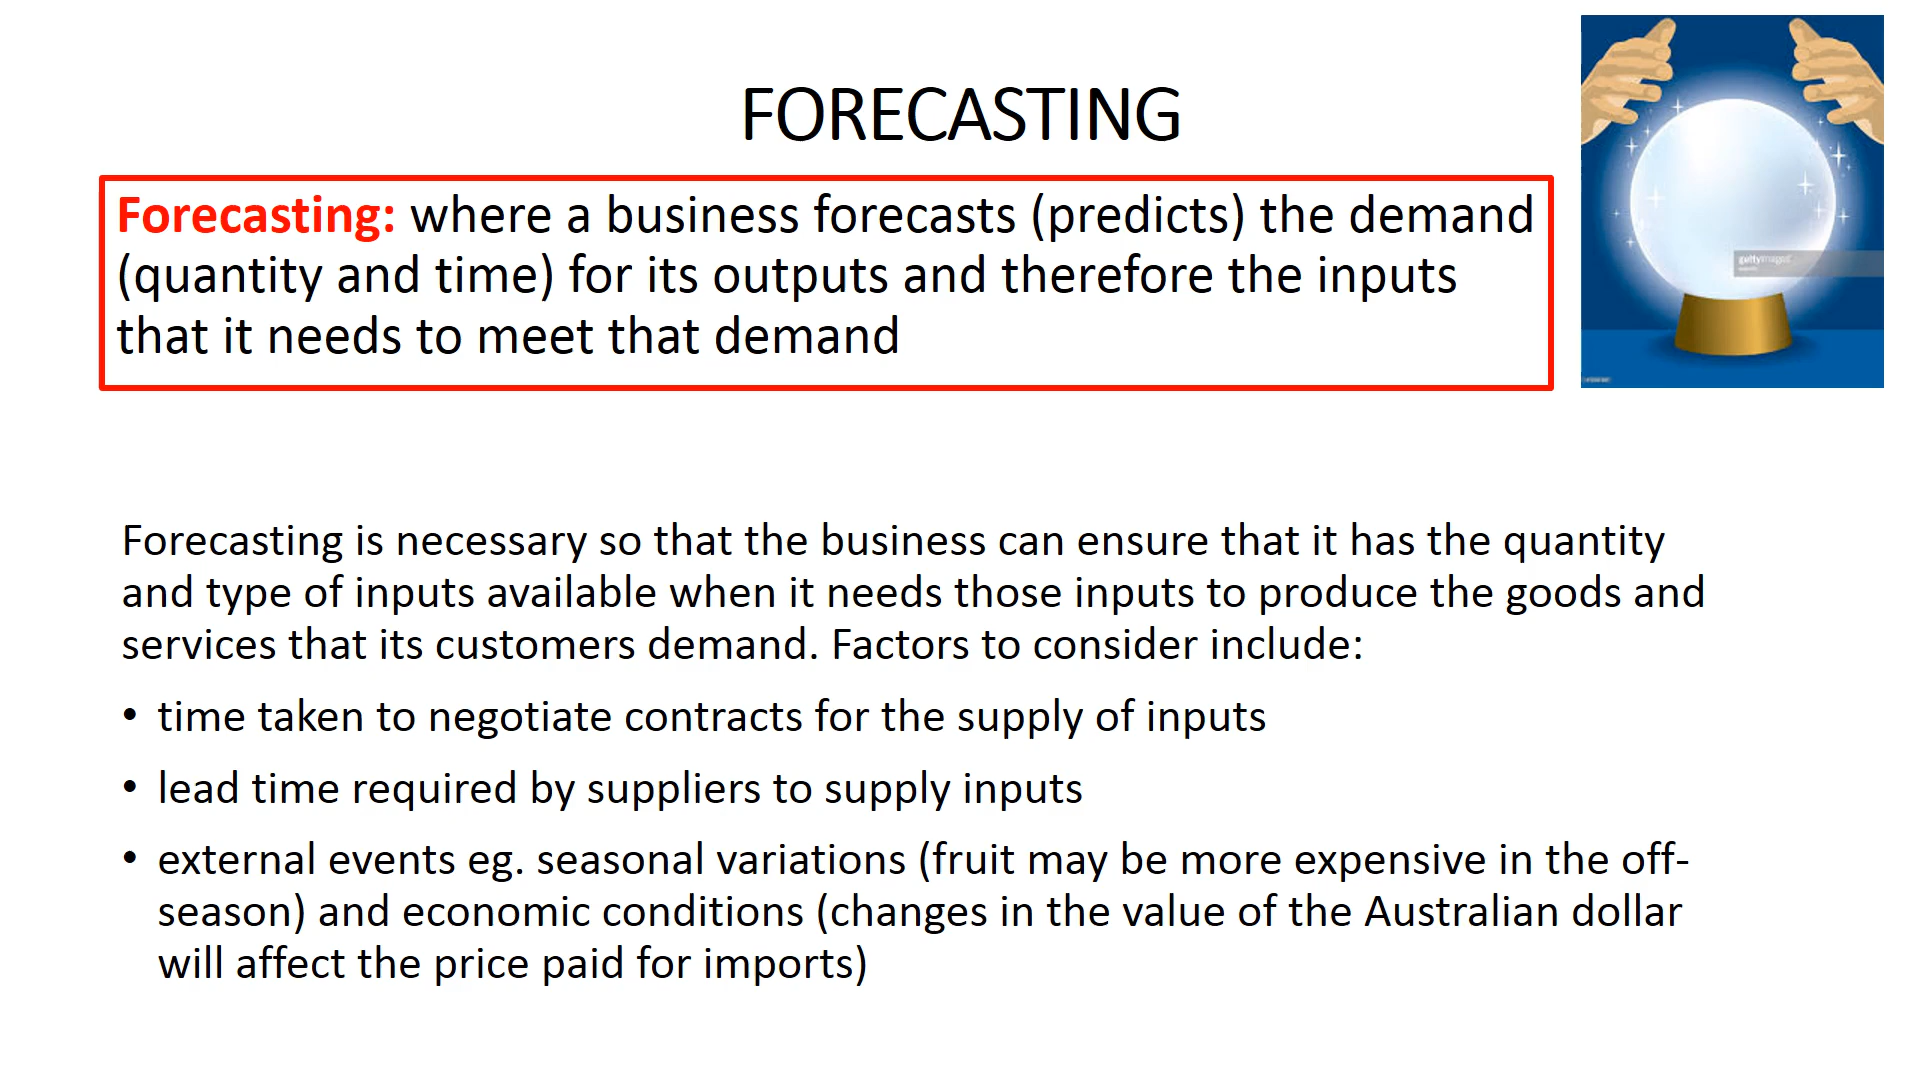 FORECASTING
Forecasting: where a business forecasts (predicts) the demand
(quantity and time) for its outputs and therefore the inputs
that it needs to meet that demand
gettyimages
Forecasting is necessary so that the business can ensure that it has the quantity
and type of inputs available when it needs those inputs to produce the goods and
services that its customers demand. Factors to consider include:
• time taken to negotiate contracts for the supply of inputs
• lead time required by suppliers to supply inputs
• external events eg. seasonal variations (fruit may be more expensive in the off-
season) and economic conditions (changes in the value of the Australian dollar
will affect the price paid for imports)